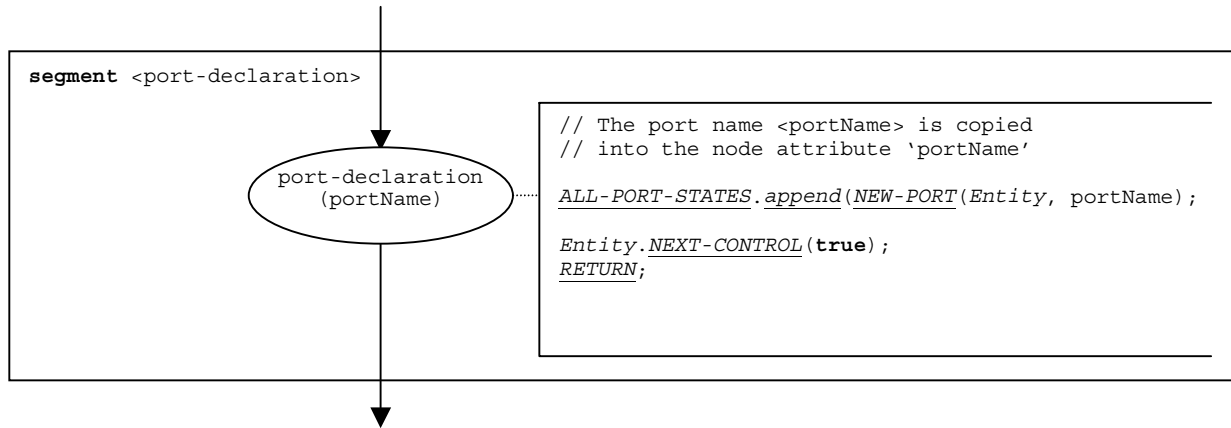 segment <port-declaration>
port-declaration
(portName)
// The port name <portName> is copied
// into the node attribute ‘portName’
ALL-PORT-STATES.append(NEW-PORT(Entity, portName);
Entity.NEXT-CONTROL(true);
RETURN;